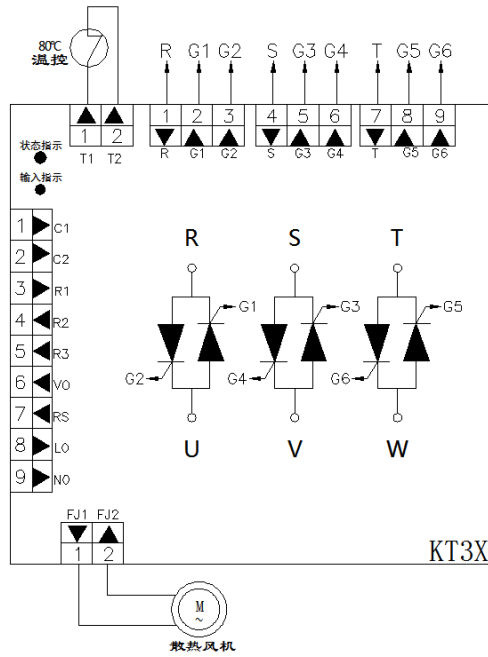 80℃
温控
R G1 G2 S G3 G4 T G5 G6
1 2
T1 T2
1 2 3 4 5 6 7 8 9
R G1 G2 S G3 G4 T G5 G6
状态指示
输入指示
1 C1
2 C2
3 R1
4 R2
5 R3
6 V0
7 RS
8 L0
9 N0
R S T
G1 G3 G5
G2 G4 G6
U V W
FJ1 FJ2
1 2
KT3X
M
~
散热风机